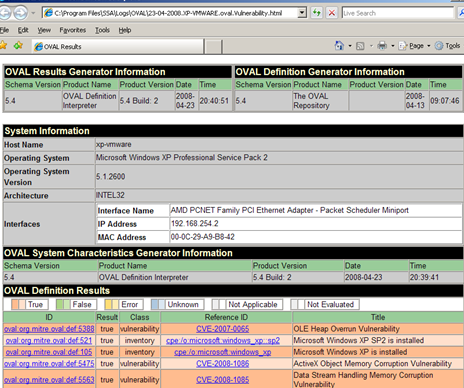 C:\Program Files\SSA\Logs\OVAL\23-04-2008.XP-VMWARE.oval.Vulnerability.html
Live Search
File Edit View Favorites Tools Help
OVAL Results
Page Tools
OVAL Results Generator Information
Schema Version Product Name Product Version Date Time
5.4 OVAL Definition Interpreter 5.4 Build: 2 2008-04-23 20:40:51
OVAL Definition Generator Information
Schema Version Product Name Product Version Date Time
5.4 The OVAL Repository 2008-04-13 09:07:46
System Information
Host Name xp-vmware
Operating System Microsoft Windows XP Professional Service Pack 2
Operating System Version 5.1.2600
Architecture INTEL32
Interfaces
Interface Name AMD PCNET Family PCI Ethernet Adapter - Packet Scheduler Miniport
IP Address 192.168.254.2
MAC Address 00-0C-29-A9-B8-42
OVAL System Characteristics Generator Information
Schema Version Product Name Product Version Date Time
5.4 OVAL Definition Interpreter 5.4 Build: 2 2008-04-23 20:39:41
OVAL Definition Results
True False Error Unknown Not Applicable Not Evaluated
ID Result Class Reference ID Title
oval:org.mitre.oval:def:5388 true vulnerability CVE-2007-0065 OLE Heap Overrun Vulnerability
oval:org.mitre.oval:def:521 true inventory cpe:/o:microsoft:windows_xp::sp2 Microsoft Windows XP SP2 is installed
oval:org.mitre.oval:def:105 true inventory cpe:/o:microsoft:windows_xp Microsoft Windows XP is installed
oval:org.mitre.oval:def:5475 true vulnerability CVE-2008-1086 ActiveX Object Memory Corruption Vulnerability
oval:org.mitre.oval:def:5563 true vulnerability CVE-2008-1085 Data Stream Handling Memory Corruption Vulnerability